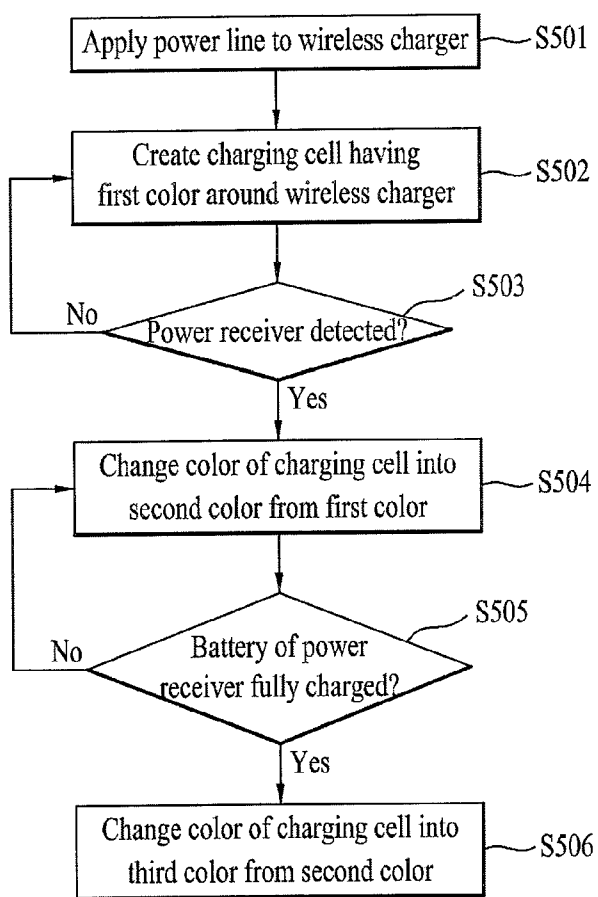 Apply power line to wireless charger
S501
Create charging cell having
first color around wireless charger
S502
S503
No
Power receiver detected?
Yes
Change color of charging cell into
second color from first color
S504
S505
No
Battery of power
receiver fully charged?
Yes
Change color of charging cell into
third color from second color
S506